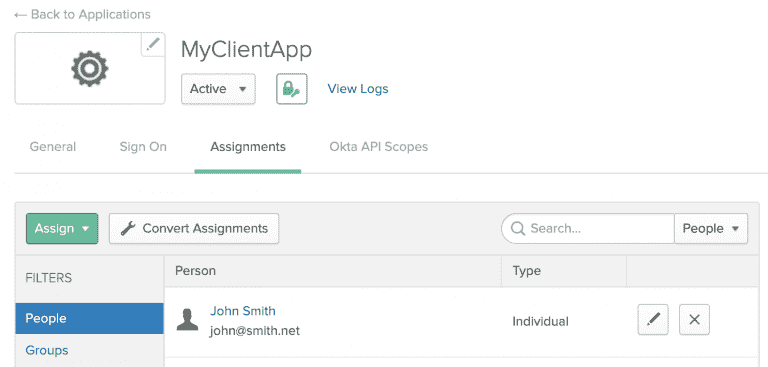 ← Back to Applications
MyClientApp
Active
View Logs
General Sign On Assignments Okta API Scopes
Assign Convert Assignments Search... People
FILTERS Person Type
People John Smith
john@smith.net Individual
Groups